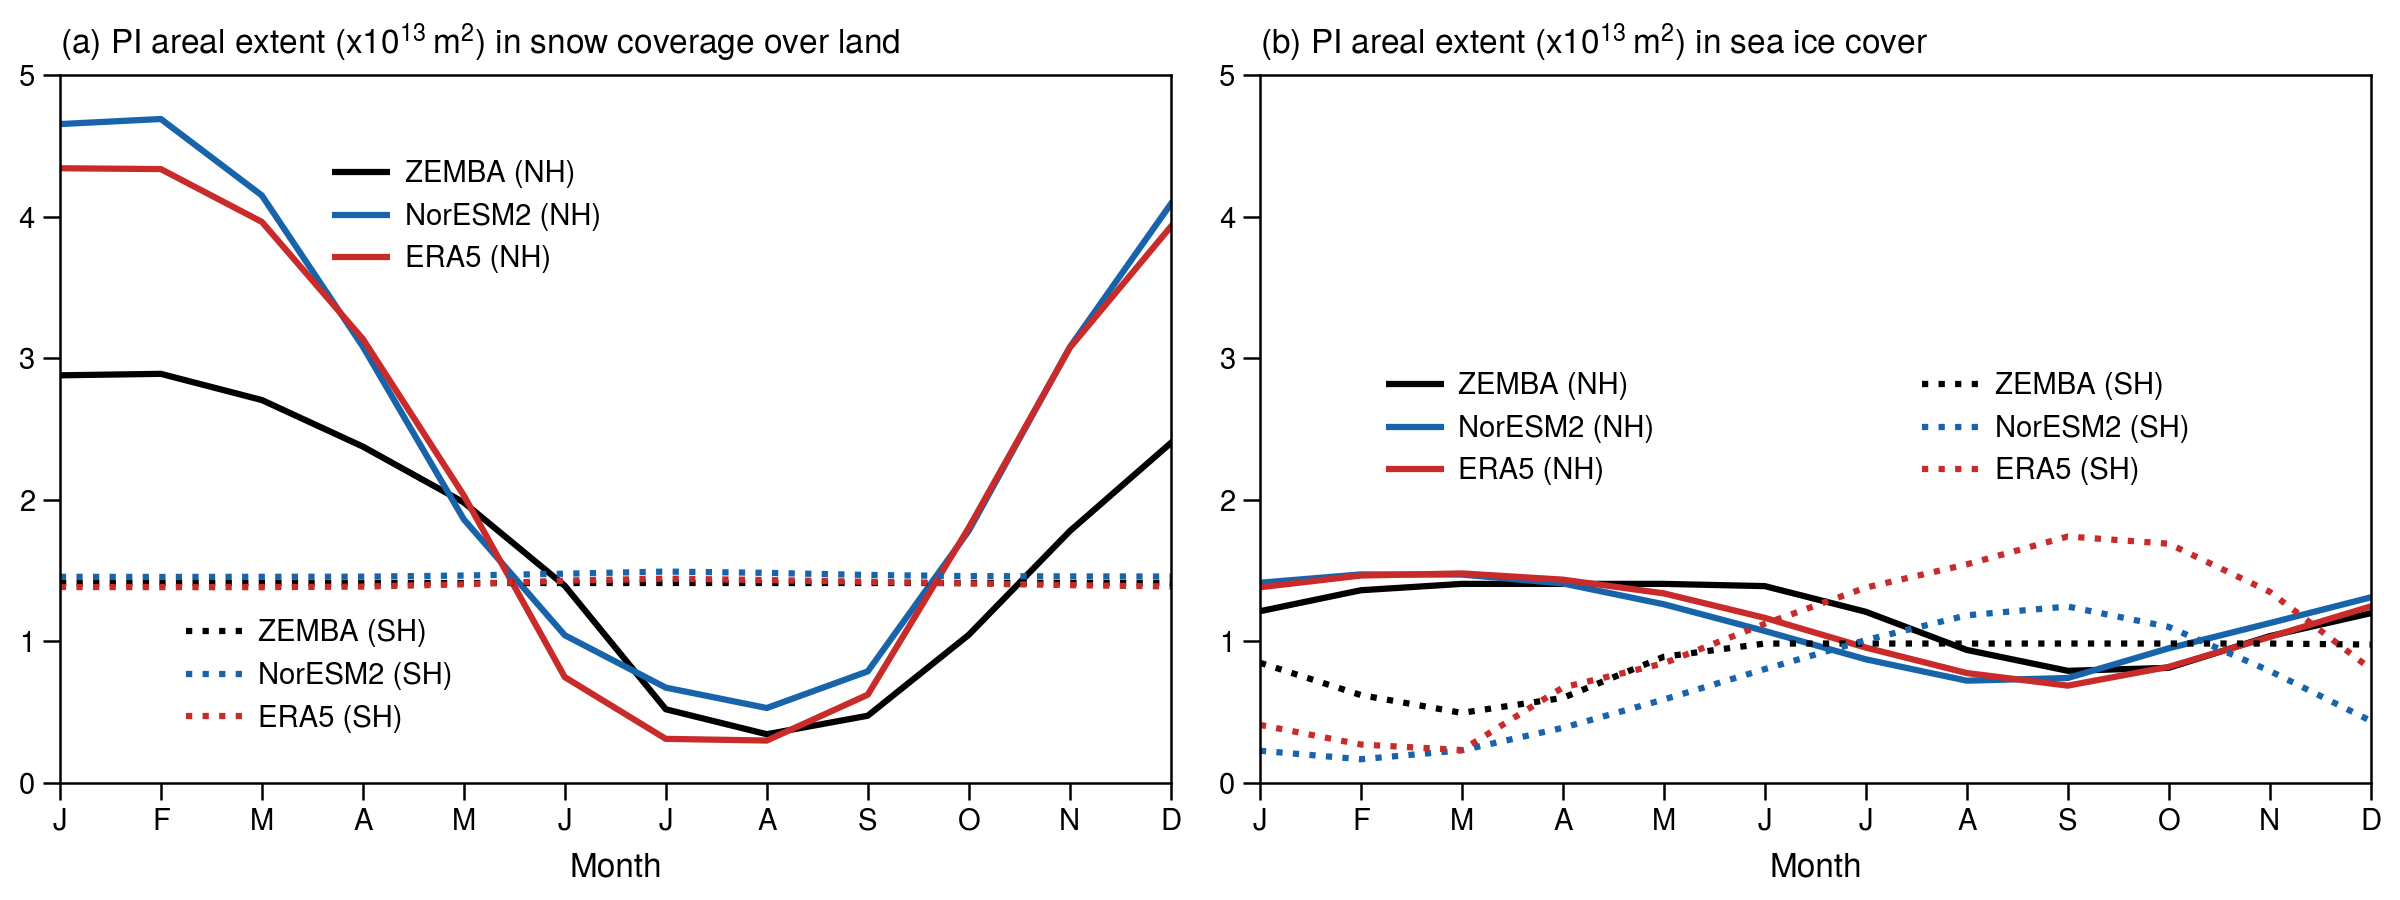 (a) PI areal extent (x10¹³ m²) in snow coverage over land
5
4
3
2
1
0
ZEMBA (NH)
NorESM2 (NH)
ERA5 (NH)
ZEMBA (SH)
NorESM2 (SH)
ERA5 (SH)
J F M A M J J A S O N D
Month
(b) PI areal extent (x10¹³ m²) in sea ice cover
5
4
3
2
1
0
ZEMBA (NH)
NorESM2 (NH)
ERA5 (NH)
ZEMBA (SH)
NorESM2 (SH)
ERA5 (SH)
J F M A M J J A S O N D
Month